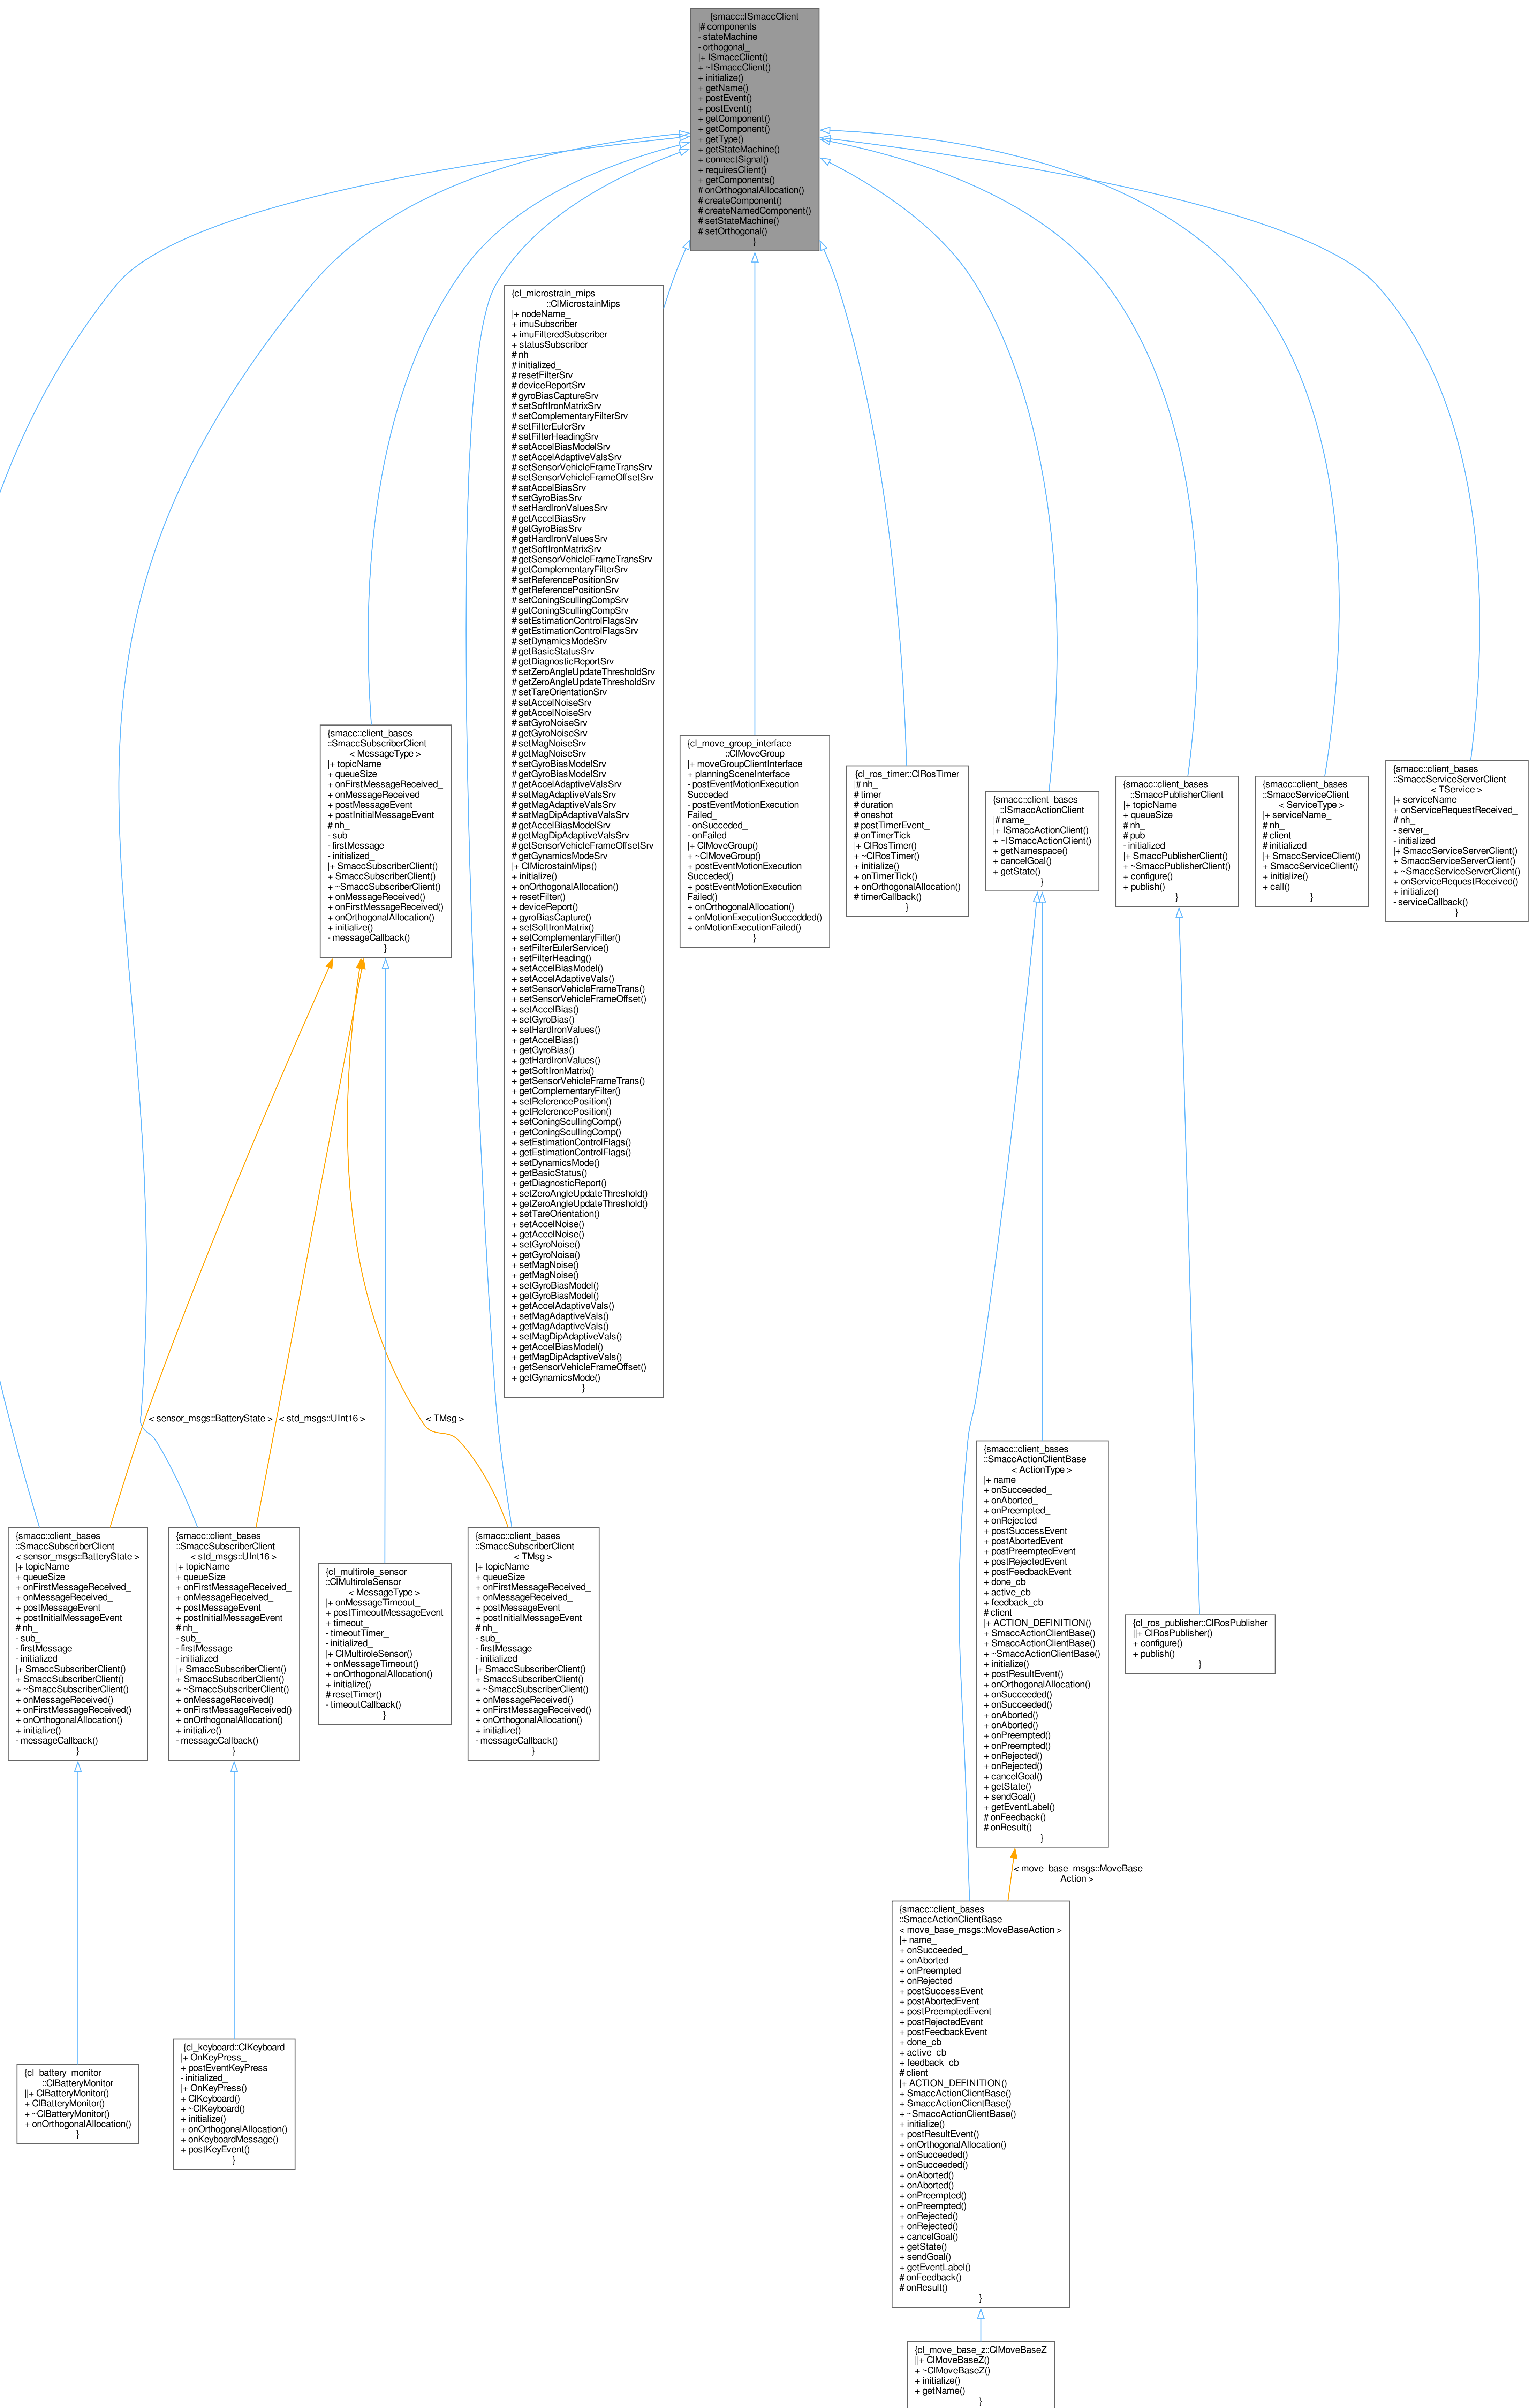 {smacc::ISmaccClient
|# components_
- stateMachine_
- orthogonal_
|+ ISmaccClient()
+ ~ISmaccClient()
+ initialize()
+ getName()
+ postEvent()
+ postEvent()
+ getComponent()
+ getComponent()
+ getType()
+ getStateMachine()
+ connectSignal()
+ requiresClient()
+ getComponents()
# onOrthogonalAllocation()
# createComponent()
# createNamedComponent()
# setStateMachine()
# setOrthogonal()
}
{cl_microstrain_mips
::ClMicrostainMips
|+ nodeName_
+ imuSubscriber
+ imuFilteredSubscriber
+ statusSubscriber
# nh_
# initialized_
# resetFilterSrv
# deviceReportSrv
# gyroBiasCaptureSrv
# setSoftIronMatrixSrv
# setComplementaryFilterSrv
# setFilterEulerSrv
# setFilterHeadingSrv
# setAccelBiasModelSrv
# setAccelAdaptiveValsSrv
# setSensorVehicleFrameTransSrv
# setSensorVehicleFrameOffsetSrv
# setAccelBiasSrv
# setGyroBiasSrv
# setHardIronValuesSrv
# getAccelBiasSrv
# getGyroBiasSrv
# getHardIronValuesSrv
# getSoftIronMatrixSrv
# getSensorVehicleFrameTransSrv
# getComplementaryFilterSrv
# setReferencePositionSrv
# getReferencePositionSrv
# setConingScullingCompSrv
# getConingScullingCompSrv
# setEstimationControlFlagsSrv
# getEstimationControlFlagsSrv
# setDynamicsModeSrv
# getBasicStatusSrv
# getDiagnosticReportSrv
# setZeroAngleUpdateThresholdSrv
# getZeroAngleUpdateThresholdSrv
# setTareOrientationSrv
# setAccelNoiseSrv
# getAccelNoiseSrv
# setGyroNoiseSrv
# getGyroNoiseSrv
# setMagNoiseSrv
# getMagNoiseSrv
# setGyroBiasModelSrv
# getGyroBiasModelSrv
# getAccelAdaptiveValsSrv
# setMagAdaptiveValsSrv
# getMagAdaptiveValsSrv
# setMagDipAdaptiveValsSrv
# getAccelBiasModelSrv
# getMagDipAdaptiveValsSrv
# getSensorVehicleFrameOffsetSrv
# getGynamicsModeSrv
|+ ClMicrostainMips()
+ initialize()
+ onOrthogonalAllocation()
+ resetFilter()
+ deviceReport()
+ gyroBiasCapture()
+ setSoftIronMatrix()
+ setComplementaryFilter()
+ setFilterEulerService()
+ setFilterHeading()
+ setAccelBiasModel()
+ setAccelAdaptiveVals()
+ setSensorVehicleFrameTrans()
+ setSensorVehicleFrameOffset()
+ setAccelBias()
+ setGyroBias()
+ setHardIronValues()
+ getAccelBias()
+ getGyroBias()
+ getHardIronValues()
+ getSoftIronMatrix()
+ getSensorVehicleFrameTrans()
+ getComplementaryFilter()
+ setReferencePosition()
+ getReferencePosition()
+ setConingScullingComp()
+ getConingScullingComp()
+ setEstimationControlFlags()
+ getEstimationControlFlags()
+ setDynamicsMode()
+ getBasicStatus()
+ getDiagnosticReport()
+ setZeroAngleUpdateThreshold()
+ getZeroAngleUpdateThreshold()
+ setTareOrientation()
+ setAccelNoise()
+ getAccelNoise()
+ setGyroNoise()
+ getGyroNoise()
+ setMagNoise()
+ getMagNoise()
+ setGyroBiasModel()
+ getGyroBiasModel()
+ getAccelAdaptiveVals()
+ setMagAdaptiveVals()
+ getMagAdaptiveVals()
+ setMagDipAdaptiveVals()
+ getAccelBiasModel()
+ getMagDipAdaptiveVals()
+ getSensorVehicleFrameOffset()
+ getGynamicsMode()
}
{smacc::client_bases
::SmaccSubscriberClient
< MessageType >
|+ topicName
+ queueSize
+ onFirstMessageReceived_
+ onMessageReceived_
+ postMessageEvent
+ postInitialMessageEvent
# nh_
- sub_
- firstMessage_
- initialized_
|+ SmaccSubscriberClient()
+ SmaccSubscriberClient()
+ ~SmaccSubscriberClient()
+ onMessageReceived()
+ onFirstMessageReceived()
+ onOrthogonalAllocation()
+ initialize()
- messageCallback()
}
{cl_move_group_interface
::ClMoveGroup
|+ moveGroupClientInterface
+ planningSceneInterface
- postEventMotionExecution
Succeded_
- postEventMotionExecution
Failed_
- onSucceded_
- onFailed_
|+ ClMoveGroup()
+ ~ClMoveGroup()
+ postEventMotionExecution
Succeded()
+ postEventMotionExecution
Failed()
+ onOrthogonalAllocation()
+ onMotionExecutionSuccedded()
+ onMotionExecutionFailed()
}
{cl_ros_timer::ClRosTimer
|# nh_
# timer
# duration
# oneshot
# postTimerEvent_
# onTimerTick_
|+ ClRosTimer()
+ ~ClRosTimer()
+ initialize()
+ onTimerTick()
+ onOrthogonalAllocation()
# timerCallback()
}
{smacc::client_bases
::ISmaccActionClient
|# name_
|+ ISmaccActionClient()
+ ~ISmaccActionClient()
+ getNamespace()
+ cancelGoal()
+ getState()
}
{smacc::client_bases
::SmaccPublisherClient
|+ topicName
+ queueSize
# nh_
# pub_
- initialized_
|+ SmaccPublisherClient()
+ ~SmaccPublisherClient()
+ configure()
+ publish()
}
{smacc::client_bases
::SmaccServiceClient
< ServiceType >
|+ serviceName_
# nh_
# client_
# initialized_
|+ SmaccServiceClient()
+ SmaccServiceClient()
+ initialize()
+ call()
}
{smacc::client_bases
::SmaccServiceServerClient
< TService >
|+ serviceName_
+ onServiceRequestReceived_
# nh_
- server_
- initialized_
|+ SmaccServiceServerClient()
+ SmaccServiceServerClient()
+ ~SmaccServiceServerClient()
+ onServiceRequestReceived()
+ initialize()
- serviceCallback()
}
< sensor_msgs::BatteryState >
< std_msgs::UInt16 >
< TMsg >
{smacc::client_bases
::SmaccSubscriberClient
< sensor_msgs::BatteryState >
|+ topicName
+ queueSize
+ onFirstMessageReceived_
+ onMessageReceived_
+ postMessageEvent
+ postInitialMessageEvent
# nh_
- sub_
- firstMessage_
- initialized_
|+ SmaccSubscriberClient()
+ SmaccSubscriberClient()
+ ~SmaccSubscriberClient()
+ onMessageReceived()
+ onFirstMessageReceived()
+ onOrthogonalAllocation()
+ initialize()
- messageCallback()
}
{smacc::client_bases
::SmaccSubscriberClient
< std_msgs::UInt16 >
|+ topicName
+ queueSize
+ onFirstMessageReceived_
+ onMessageReceived_
+ postMessageEvent
+ postInitialMessageEvent
# nh_
- sub_
- firstMessage_
- initialized_
|+ SmaccSubscriberClient()
+ SmaccSubscriberClient()
+ ~SmaccSubscriberClient()
+ onMessageReceived()
+ onFirstMessageReceived()
+ onOrthogonalAllocation()
+ initialize()
- messageCallback()
}
{cl_multirole_sensor
::ClMultiroleSensor
< MessageType >
|+ onMessageTimeout_
+ postTimeoutMessageEvent
+ timeout_
- timeoutTimer_
- initialized_
|+ ClMultiroleSensor()
+ onMessageTimeout()
+ onOrthogonalAllocation()
+ initialize()
# resetTimer()
- timeoutCallback()
}
{smacc::client_bases
::SmaccSubscriberClient
< TMsg >
|+ topicName
+ queueSize
+ onFirstMessageReceived_
+ onMessageReceived_
+ postMessageEvent
+ postInitialMessageEvent
# nh_
- sub_
- firstMessage_
- initialized_
|+ SmaccSubscriberClient()
+ SmaccSubscriberClient()
+ ~SmaccSubscriberClient()
+ onMessageReceived()
+ onFirstMessageReceived()
+ onOrthogonalAllocation()
+ initialize()
- messageCallback()
}
{smacc::client_bases
::SmaccActionClientBase
< ActionType >
|+ name_
+ onSucceeded_
+ onAborted_
+ onPreempted_
+ onRejected_
+ postSuccessEvent
+ postAbortedEvent
+ postPreemptedEvent
+ postRejectedEvent
+ postFeedbackEvent
+ done_cb
+ active_cb
+ feedback_cb
# client_
|+ ACTION_DEFINITION()
+ SmaccActionClientBase()
+ SmaccActionClientBase()
+ ~SmaccActionClientBase()
+ initialize()
+ postResultEvent()
+ onOrthogonalAllocation()
+ onSucceeded()
+ onSucceeded()
+ onAborted()
+ onAborted()
+ onPreempted()
+ onPreempted()
+ onRejected()
+ onRejected()
+ cancelGoal()
+ getState()
+ sendGoal()
+ getEventLabel()
# onFeedback()
# onResult()
}
{cl_ros_publisher::ClRosPublisher
||+ ClRosPublisher()
+ configure()
+ publish()
}
< move_base_msgs::MoveBase
Action >
{smacc::client_bases
::SmaccActionClientBase
< move_base_msgs::MoveBaseAction >
|+ name_
+ onSucceeded_
+ onAborted_
+ onPreempted_
+ onRejected_
+ postSuccessEvent
+ postAbortedEvent
+ postPreemptedEvent
+ postRejectedEvent
+ postFeedbackEvent
+ done_cb
+ active_cb
+ feedback_cb
# client_
|+ ACTION_DEFINITION()
+ SmaccActionClientBase()
+ SmaccActionClientBase()
+ ~SmaccActionClientBase()
+ initialize()
+ postResultEvent()
+ onOrthogonalAllocation()
+ onSucceeded()
+ onSucceeded()
+ onAborted()
+ onAborted()
+ onPreempted()
+ onPreempted()
+ onRejected()
+ onRejected()
+ cancelGoal()
+ getState()
+ sendGoal()
+ getEventLabel()
# onFeedback()
# onResult()
}
{cl_battery_monitor
::ClBatteryMonitor
||+ ClBatteryMonitor()
+ ClBatteryMonitor()
+ ~ClBatteryMonitor()
+ onOrthogonalAllocation()
}
{cl_keyboard::ClKeyboard
|+ OnKeyPress_
+ postEventKeyPress
- initialized_
|+ OnKeyPress()
+ ClKeyboard()
+ ~ClKeyboard()
+ initialize()
+ onOrthogonalAllocation()
+ onKeyboardMessage()
+ postKeyEvent()
}
{cl_move_base_z::ClMoveBaseZ
||+ ClMoveBaseZ()
+ ~ClMoveBaseZ()
+ initialize()
+ getName()
}